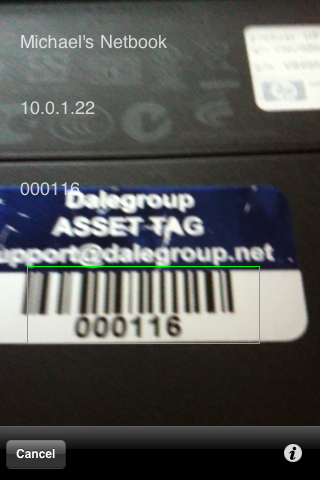 Michael's Netbook
10.0.1.22
000116
Dalegroup
ASSET TAG
upport@dalegroup.net
000116
Cancel
i